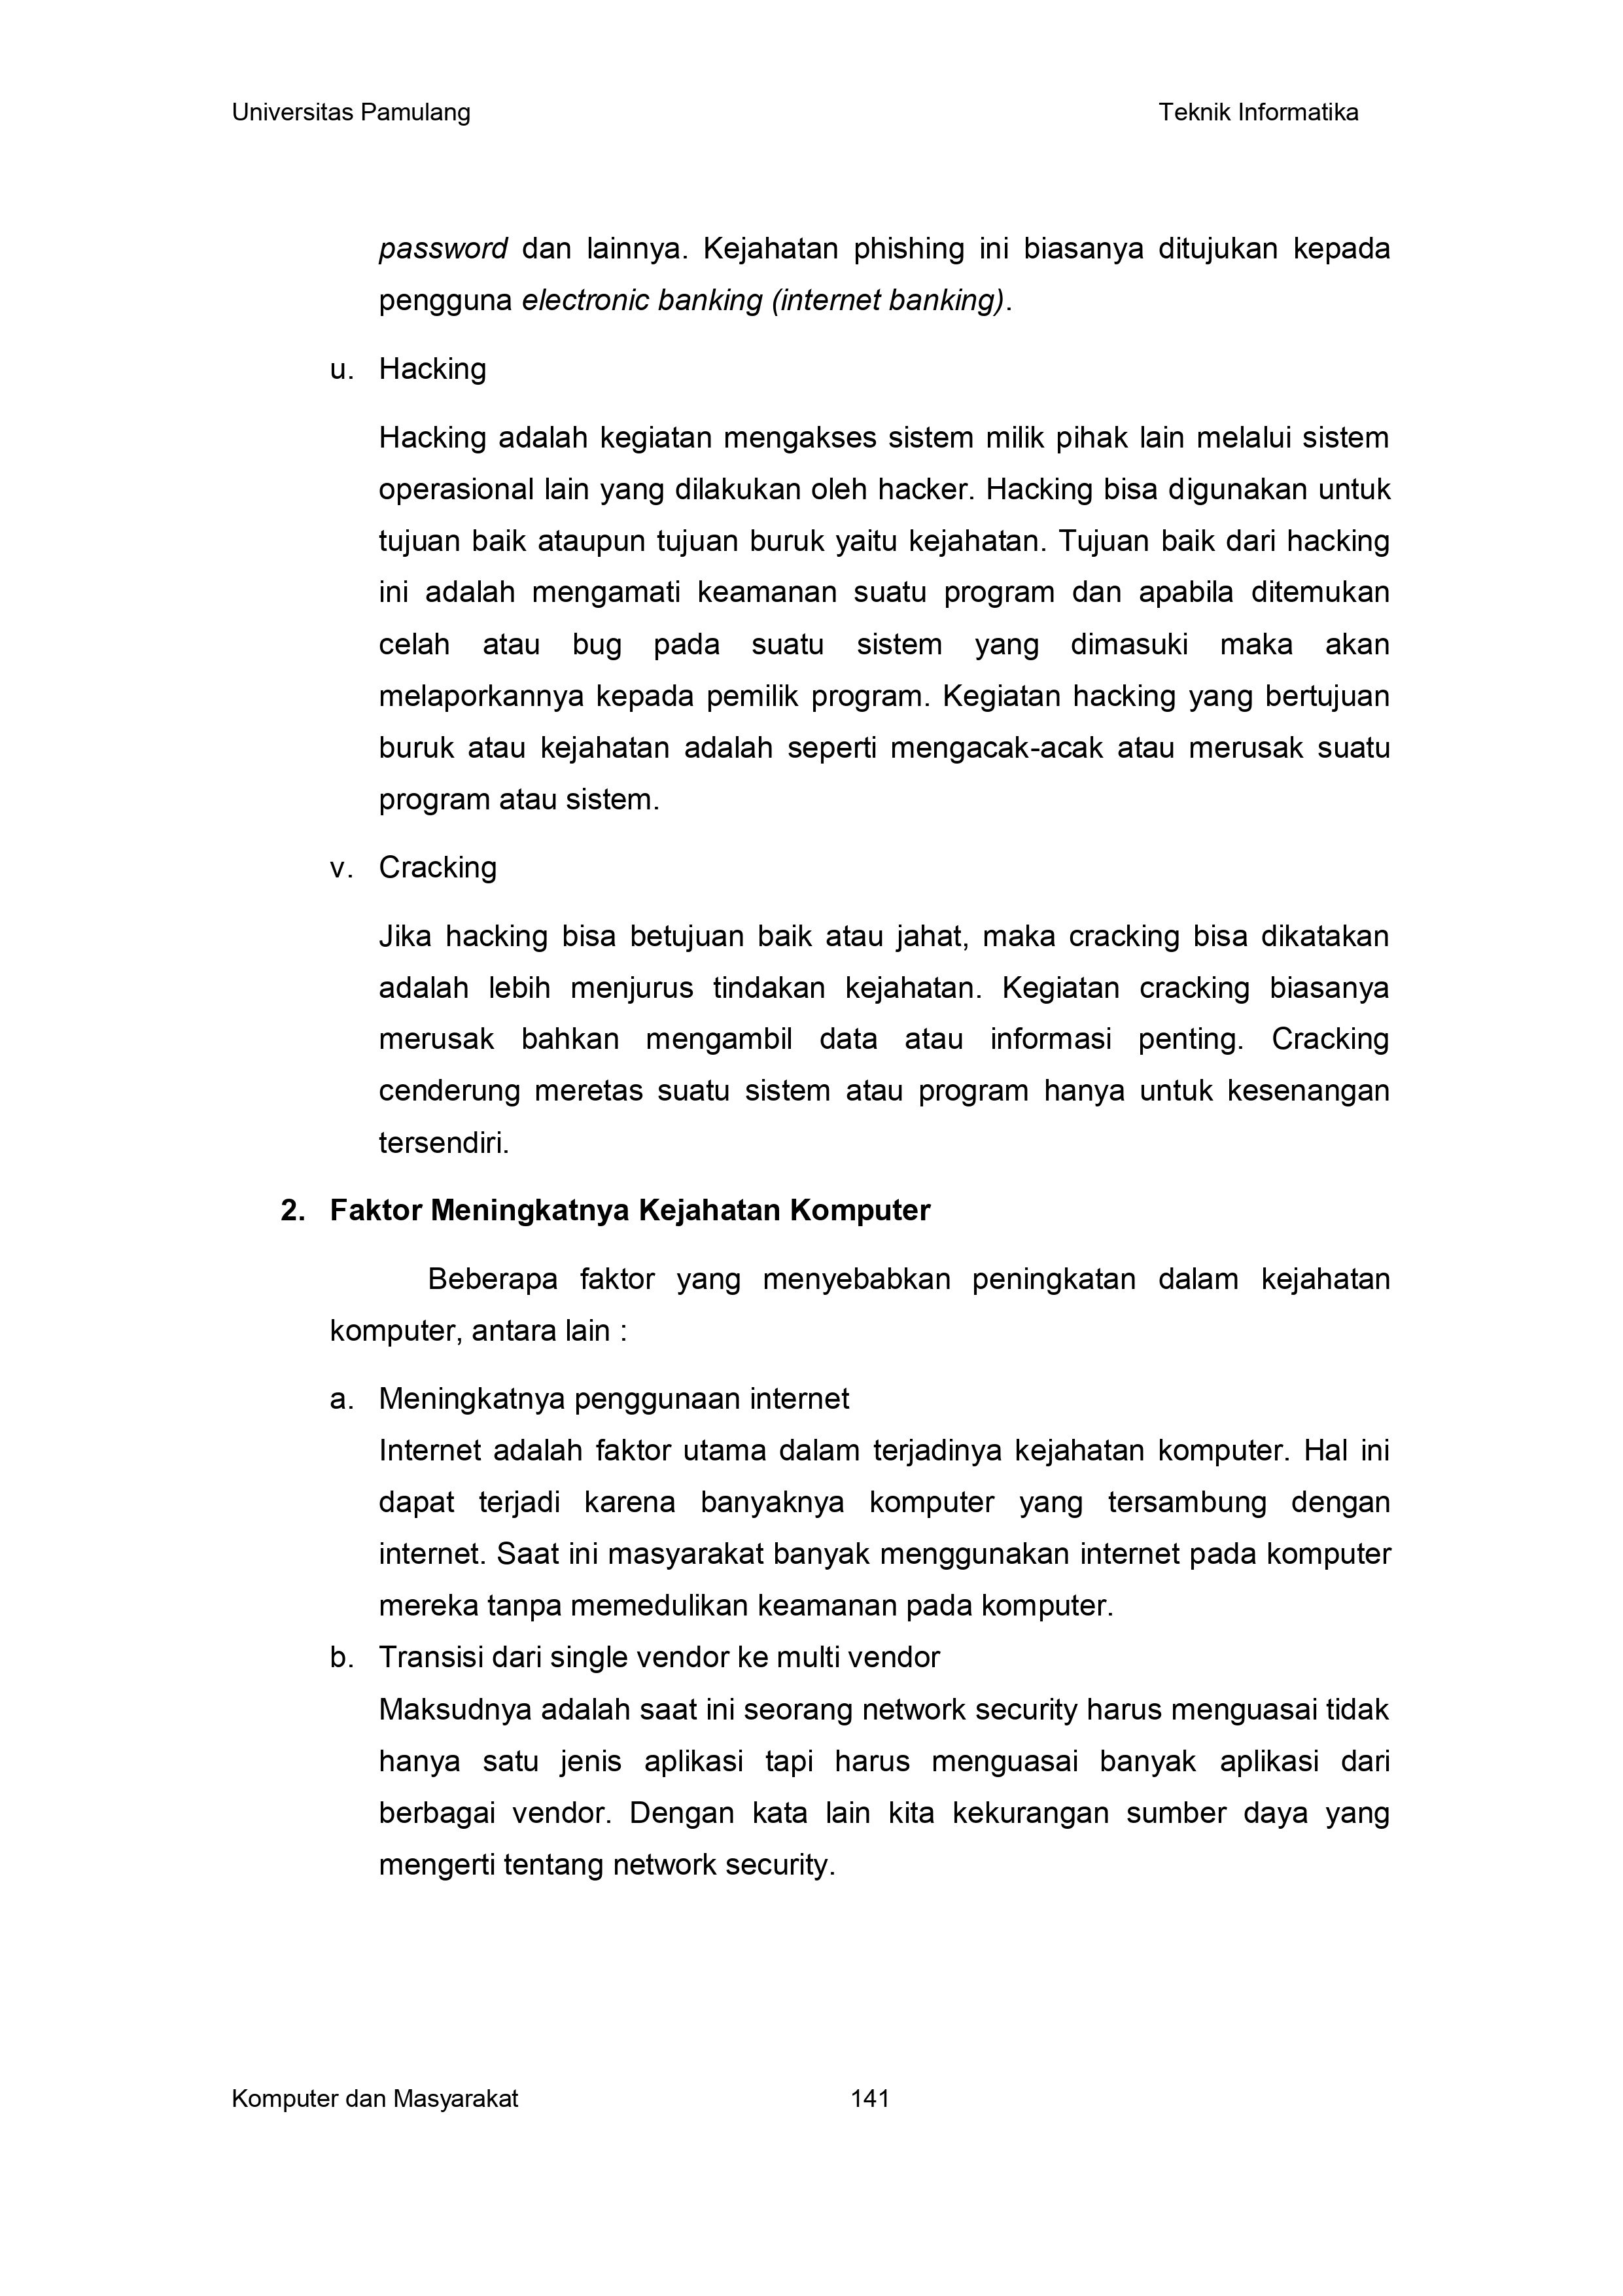 Universitas Pamulang Teknik Informatika
password dan lainnya. Kejahatan phishing ini biasanya ditujukan kepada
pengguna electronic banking (internet banking).
u. Hacking
Hacking adalah kegiatan mengakses sistem milik pihak lain melalui sistem
operasional lain yang dilakukan oleh hacker. Hacking bisa digunakan untuk
tujuan baik ataupun tujuan buruk yaitu kejahatan. Tujuan baik dari hacking
ini adalah mengamati keamanan suatu program dan apabila ditemukan
celah atau bug pada suatu sistem yang dimasuki maka akan
melaporkannya kepada pemilik program. Kegiatan hacking yang bertujuan
buruk atau kejahatan adalah seperti mengacak-acak atau merusak suatu
program atau sistem.
v. Cracking
Jika hacking bisa betujuan baik atau jahat, maka cracking bisa dikatakan
adalah lebih menjurus tindakan kejahatan. Kegiatan cracking biasanya
merusak bahkan mengambil data atau informasi penting. Cracking
cenderung meretas suatu sistem atau program hanya untuk kesenangan
tersendiri.
2. Faktor Meningkatnya Kejahatan Komputer
Beberapa faktor yang menyebabkan peningkatan dalam kejahatan
komputer, antara lain :
a. Meningkatnya penggunaan internet
Internet adalah faktor utama dalam terjadinya kejahatan komputer. Hal ini
dapat terjadi karena banyaknya komputer yang tersambung dengan
internet. Saat ini masyarakat banyak menggunakan internet pada komputer
mereka tanpa memedulikan keamanan pada komputer.
b. Transisi dari single vendor ke multi vendor
Maksudnya adalah saat ini seorang network security harus menguasai tidak
hanya satu jenis aplikasi tapi harus menguasai banyak aplikasi dari
berbagai vendor. Dengan kata lain kita kekurangan sumber daya yang
mengerti tentang network security.
Komputer dan Masyarakat 141